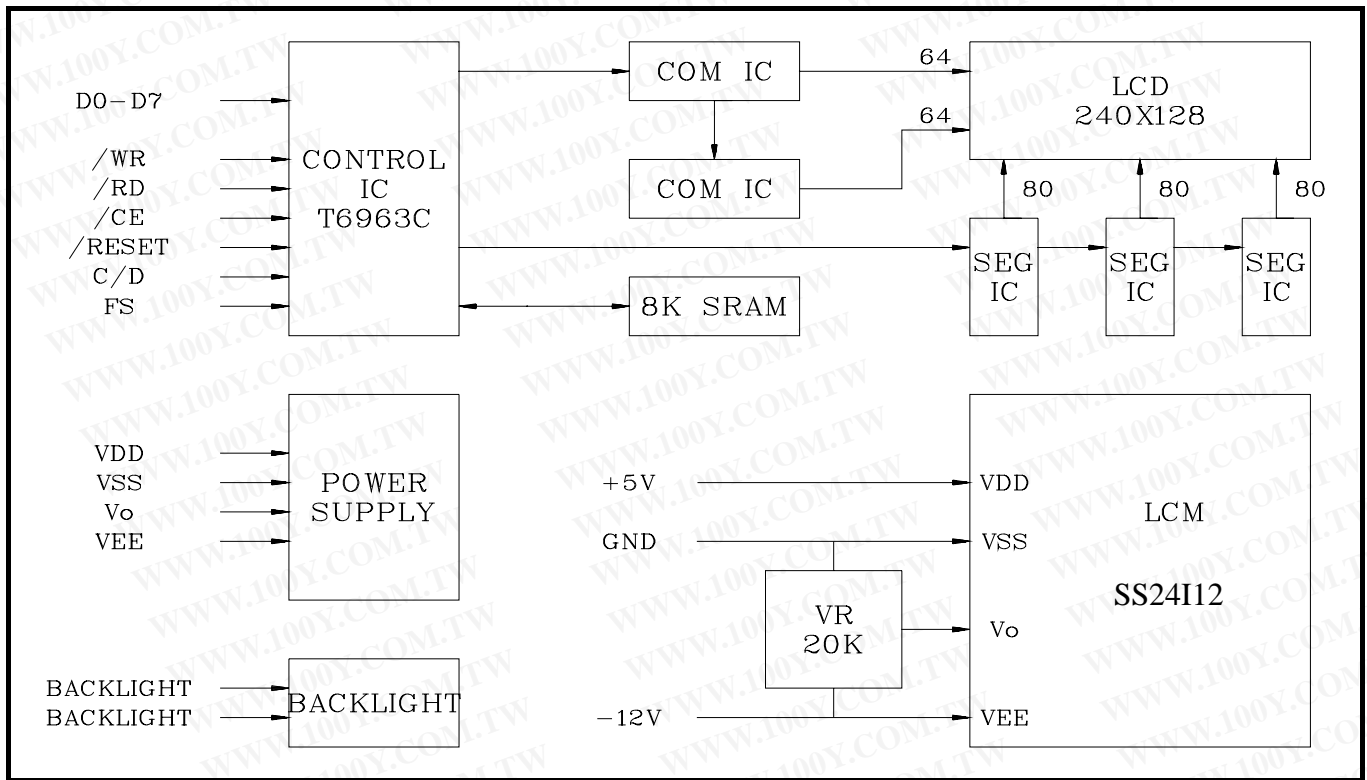 D0-D7
/WR
/RD
/CE
/RESET
C/D
FS
CONTROL
IC
T6963C
COM IC
COM IC
8K SRAM
64
64
LCD
240X128
80
80
80
SEG
IC
SEG
IC
SEG
IC
VDD
VSS
Vo
VEE
POWER
SUPPLY
BACKLIGHT
BACKLIGHT
BACKLIGHT
+5V
GND
-12V
VR
20K
VDD
VSS
Vo
VEE
LCM
SS24I12
WWW.100Y.COM.TW